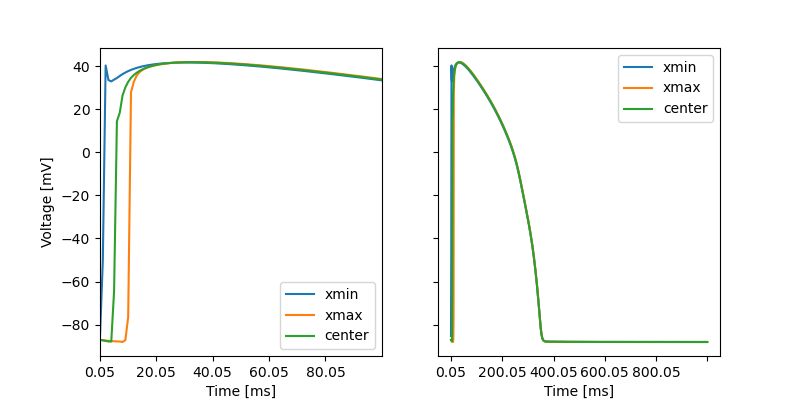 40
20
0
−20
−40
−60
−80
Voltage [mV]
0.05 20.05 40.05 60.05 80.05
Time [ms]
xmin
xmax
center
0.05 200.05 400.05 600.05 800.05
Time [ms]
xmin
xmax
center